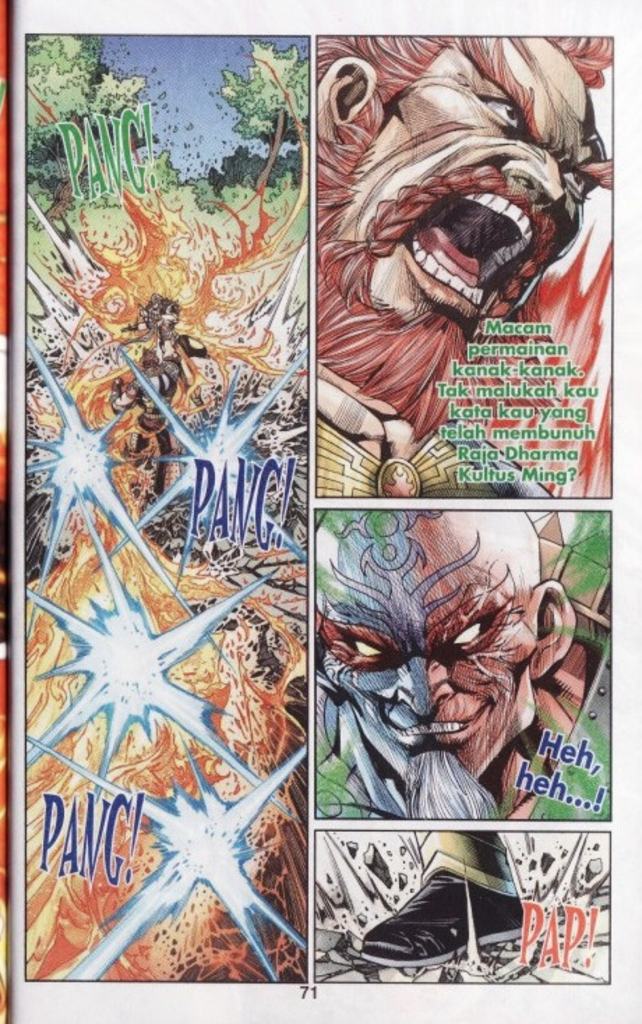 PANG!
PANG!
PANG!
Macam
permainan
kanak-kanak.
Tak malukah kau
kata kau yang
telah membunuh
Raja Dharma
Kultus Ming?
Heh,
heh...!
PAP!
71